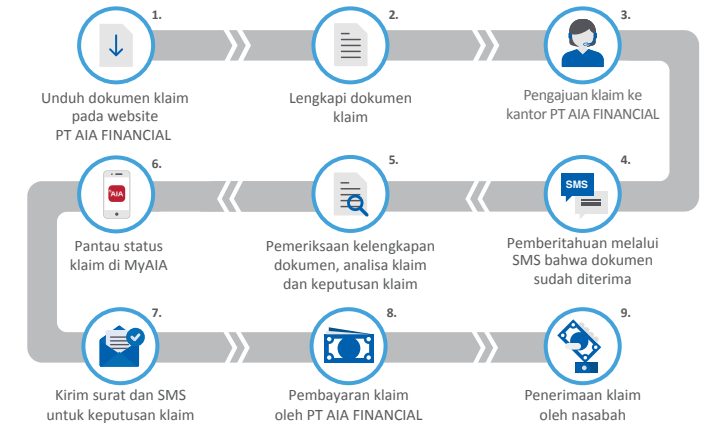 1.
Unduh dokumen klaim
pada website
PT AIA FINANCIAL
2.
Lengkapi dokumen
klaim
3.
Pengajuan klaim ke
kantor PT AIA FINANCIAL
4.
SMS
Pemberitahuan melalui
SMS bahwa dokumen
sudah diterima
5.
Pemeriksaan kelengkapan
dokumen, analisa klaim
dan keputusan klaim
6.
AIA
Pantau status
klaim di MyAIA
7.
Kirim surat dan SMS
untuk keputusan klaim
8.
Pembayaran klaim
oleh PT AIA FINANCIAL
9.
Penerimaan klaim
oleh nasabah